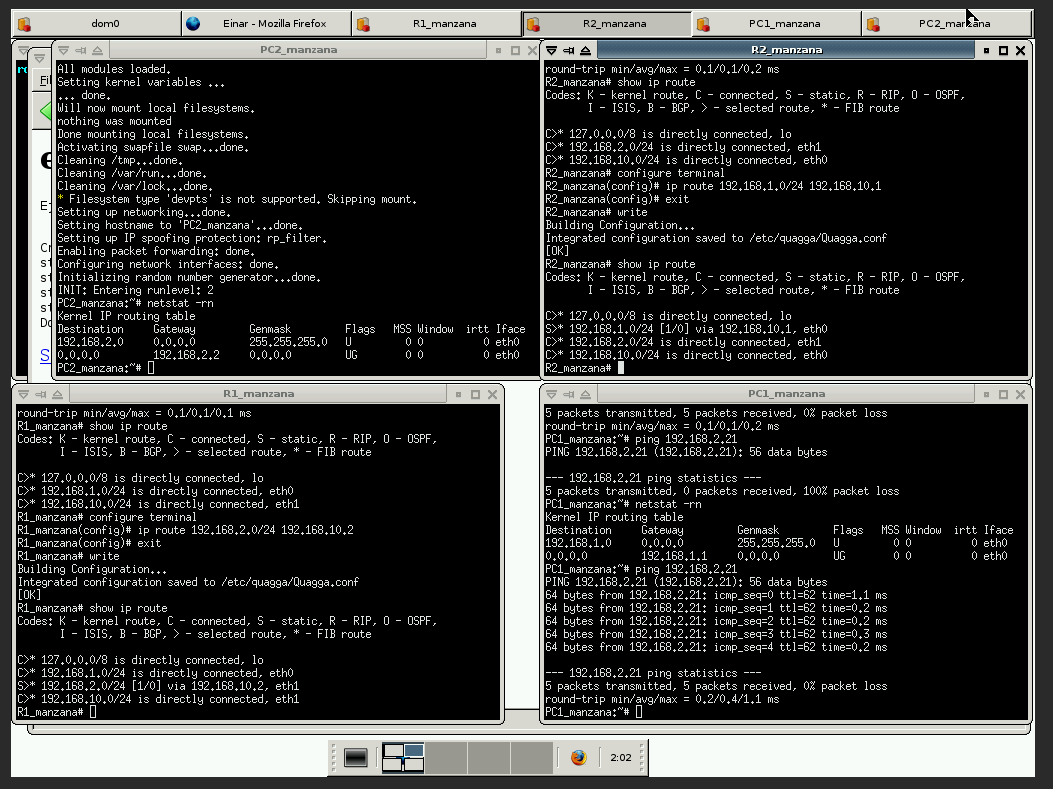 dom0
Einar - Mozilla Firefox
R1_manzana
R2_manzana
PC1_manzana
PC2_manzana
PC2_manzana
All modules loaded.
Setting kernel variables ...
... done.
Will now mount local filesystems.
nothing was mounted
Done mounting local filesystems.
Activating swapfile swap...done.
Cleaning /tmp...done.
Cleaning /var/run...done.
Cleaning /var/lock...done.
* Filesystem type 'devpts' is not supported. Skipping mount.
Setting up networking...done.
Setting hostname to 'PC2_manzana'...done.
Setting up IP spoofing protection: rp_filter.
Enabling packet forwarding: done.
Configuring network interfaces: done.
Initializing random number generator...done.
INIT: Entering runlevel: 2
PC2_manzana:~# netstat -rn
Kernel IP routing table
Destination Gateway Genmask Flags MSS Window irtt Iface
192.168.2.0 0.0.0.0 255.255.255.0 U 0 0 0 eth0
0.0.0.0 192.168.2.2 0.0.0.0 UG 0 0 0 eth0
PC2_manzana:~#
R2_manzana
round-trip min/avg/max = 0.1/0.1/0.2 ms
R2_manzana# show ip route
Codes: K - kernel route, C - connected, S - static, R - RIP, O - OSPF,
I - ISIS, B - BGP, > - selected route, * - FIB route
C>* 127.0.0.0/8 is directly connected, lo
C>* 192.168.2.0/24 is directly connected, eth1
C>* 192.168.10.0/24 is directly connected, eth0
R2_manzana# configure terminal
R2_manzana(config)# ip route 192.168.1.0/24 192.168.10.1
R2_manzana(config)# exit
R2_manzana# write
Building Configuration...
Integrated configuration saved to /etc/quagga/Quagga.conf
[OK]
R2_manzana# show ip route
Codes: K - kernel route, C - connected, S - static, R - RIP, O - OSPF,
I - ISIS, B - BGP, > - selected route, * - FIB route
C>* 127.0.0.0/8 is directly connected, lo
S>* 192.168.1.0/24 [1/0] via 192.168.10.1, eth0
C>* 192.168.2.0/24 is directly connected, eth1
C>* 192.168.10.0/24 is directly connected, eth0
R2_manzana#
R1_manzana
round-trip min/avg/max = 0.1/0.1/0.1 ms
R1_manzana# show ip route
Codes: K - kernel route, C - connected, S - static, R - RIP, O - OSPF,
I - ISIS, B - BGP, > - selected route, * - FIB route
C>* 127.0.0.0/8 is directly connected, lo
C>* 192.168.1.0/24 is directly connected, eth0
C>* 192.168.10.0/24 is directly connected, eth1
R1_manzana# configure terminal
R1_manzana(config)# ip route 192.168.2.0/24 192.168.10.2
R1_manzana(config)# exit
R1_manzana# write
Building Configuration...
Integrated configuration saved to /etc/quagga/Quagga.conf
[OK]
R1_manzana# show ip route
Codes: K - kernel route, C - connected, S - static, R - RIP, O - OSPF,
I - ISIS, B - BGP, > - selected route, * - FIB route
C>* 127.0.0.0/8 is directly connected, lo
C>* 192.168.1.0/24 is directly connected, eth0
S>* 192.168.2.0/24 [1/0] via 192.168.10.2, eth1
C>* 192.168.10.0/24 is directly connected, eth1
R1_manzana#
PC1_manzana
5 packets transmitted, 5 packets received, 0% packet loss
round-trip min/avg/max = 0.1/0.1/0.2 ms
PC1_manzana:~# ping 192.168.2.21
PING 192.168.2.21 (192.168.2.21): 56 data bytes
--- 192.168.2.21 ping statistics ---
5 packets transmitted, 0 packets received, 100% packet loss
PC1_manzana:~# netstat -rn
Kernel IP routing table
Destination Gateway Genmask Flags MSS Window irtt Iface
192.168.1.0 0.0.0.0 255.255.255.0 U 0 0 0 eth0
0.0.0.0 192.168.1.1 0.0.0.0 UG 0 0 0 eth0
PC1_manzana:~# ping 192.168.2.21
PING 192.168.2.21 (192.168.2.21): 56 data bytes
64 bytes from 192.168.2.21: icmp_seq=0 ttl=62 time=1.1 ms
64 bytes from 192.168.2.21: icmp_seq=1 ttl=62 time=0.2 ms
64 bytes from 192.168.2.21: icmp_seq=2 ttl=62 time=0.2 ms
64 bytes from 192.168.2.21: icmp_seq=3 ttl=62 time=0.3 ms
64 bytes from 192.168.2.21: icmp_seq=4 ttl=62 time=0.2 ms
--- 192.168.2.21 ping statistics ---
5 packets transmitted, 5 packets received, 0% packet loss
round-trip min/avg/max = 0.2/0.4/1.1 ms
PC1_manzana:~#
2:02